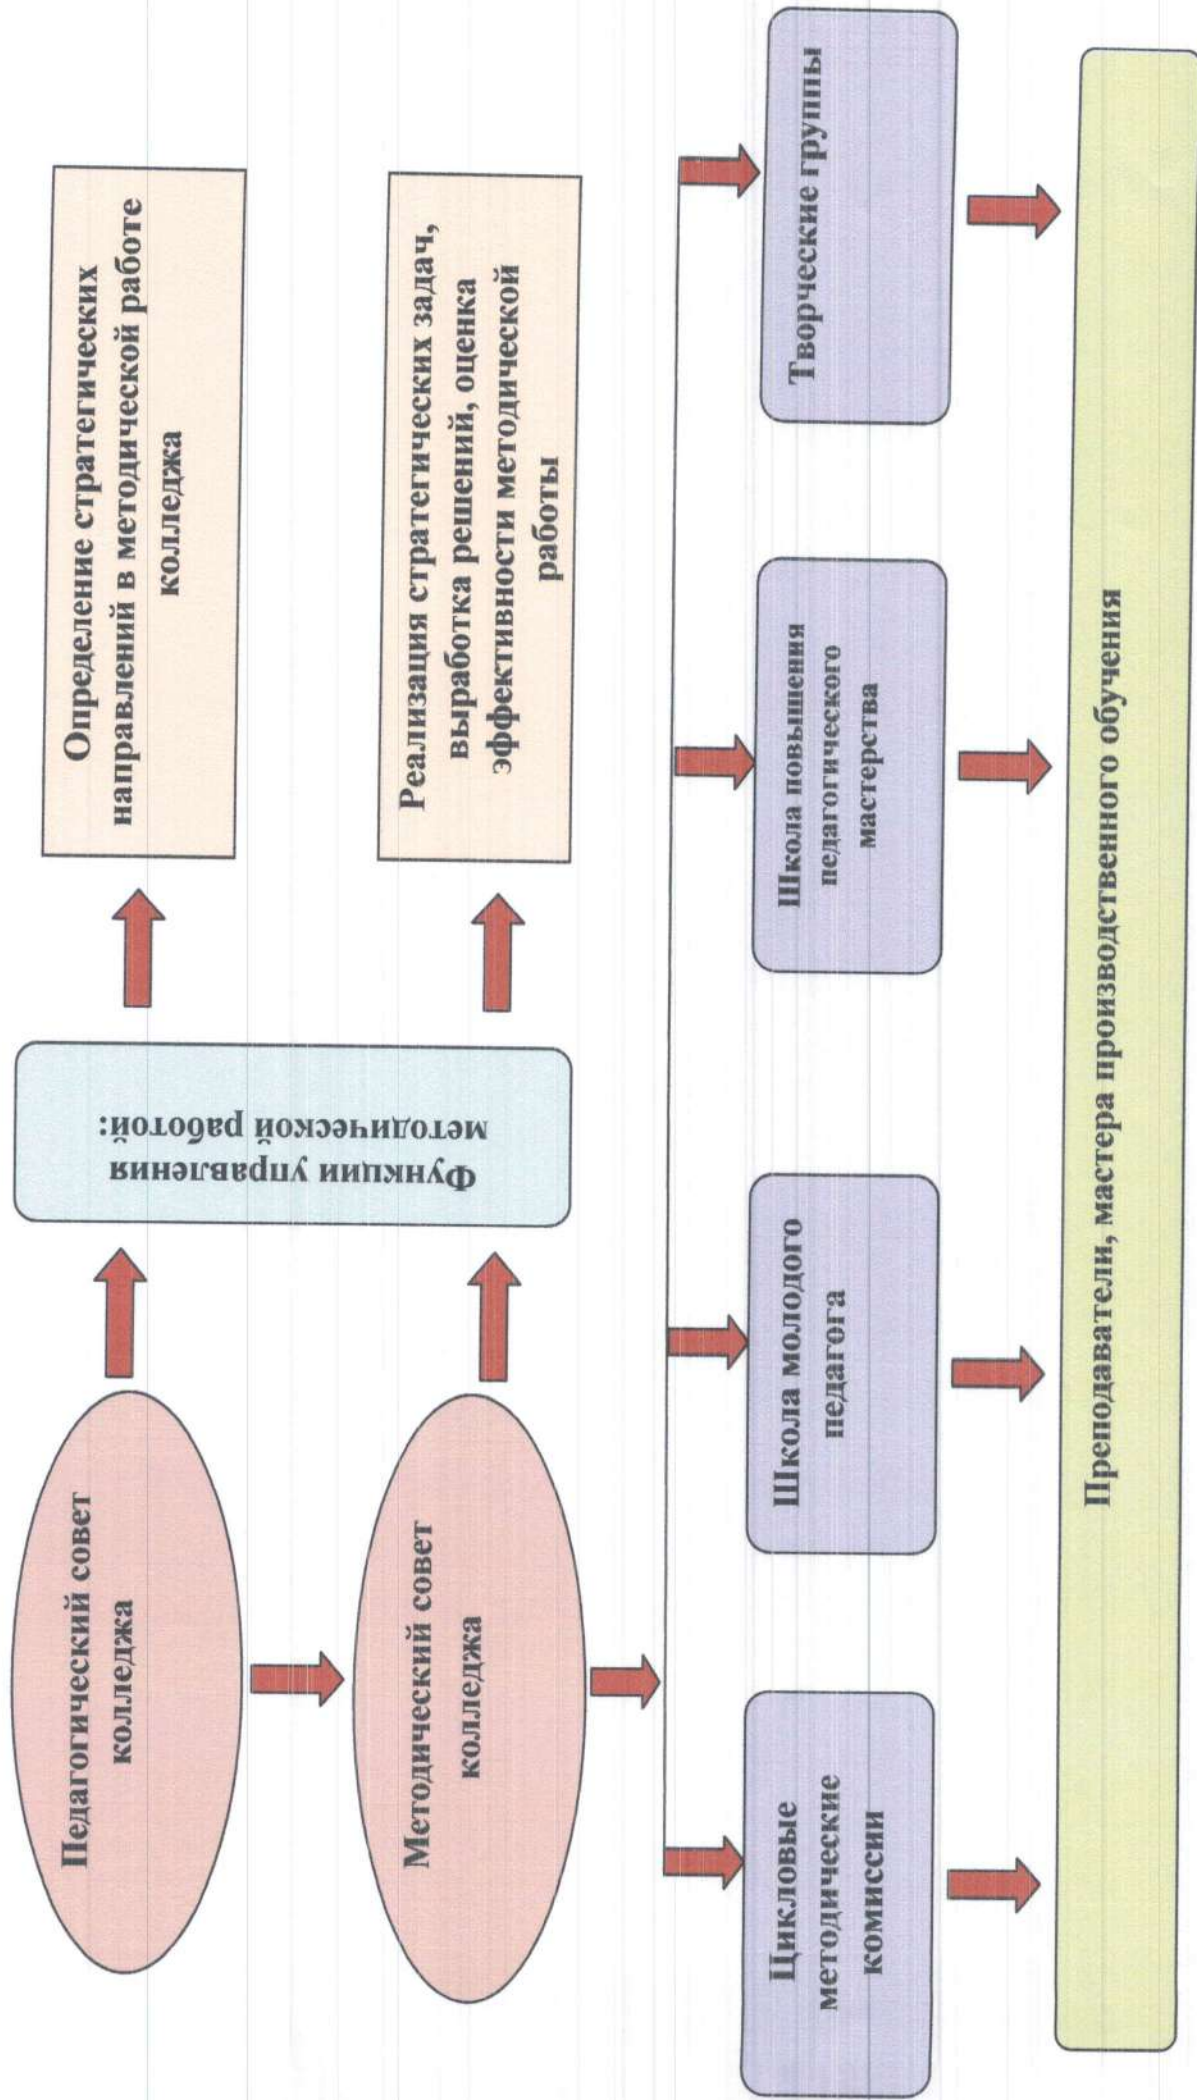 Педагогический совет
колледжа
Функции управления
методической работой:
Определение стратегических
направлений в методической работе
колледжа
Методический совет
колледжа
Реализация стратегических задач,
выработка решений, оценка
эффективности методической
работы
Цикловые
методические
комиссии
Школа молодого
педагога
Школа повышения
педагогического
мастерства
Творческие группы
Преподаватели, мастера производственного обучения